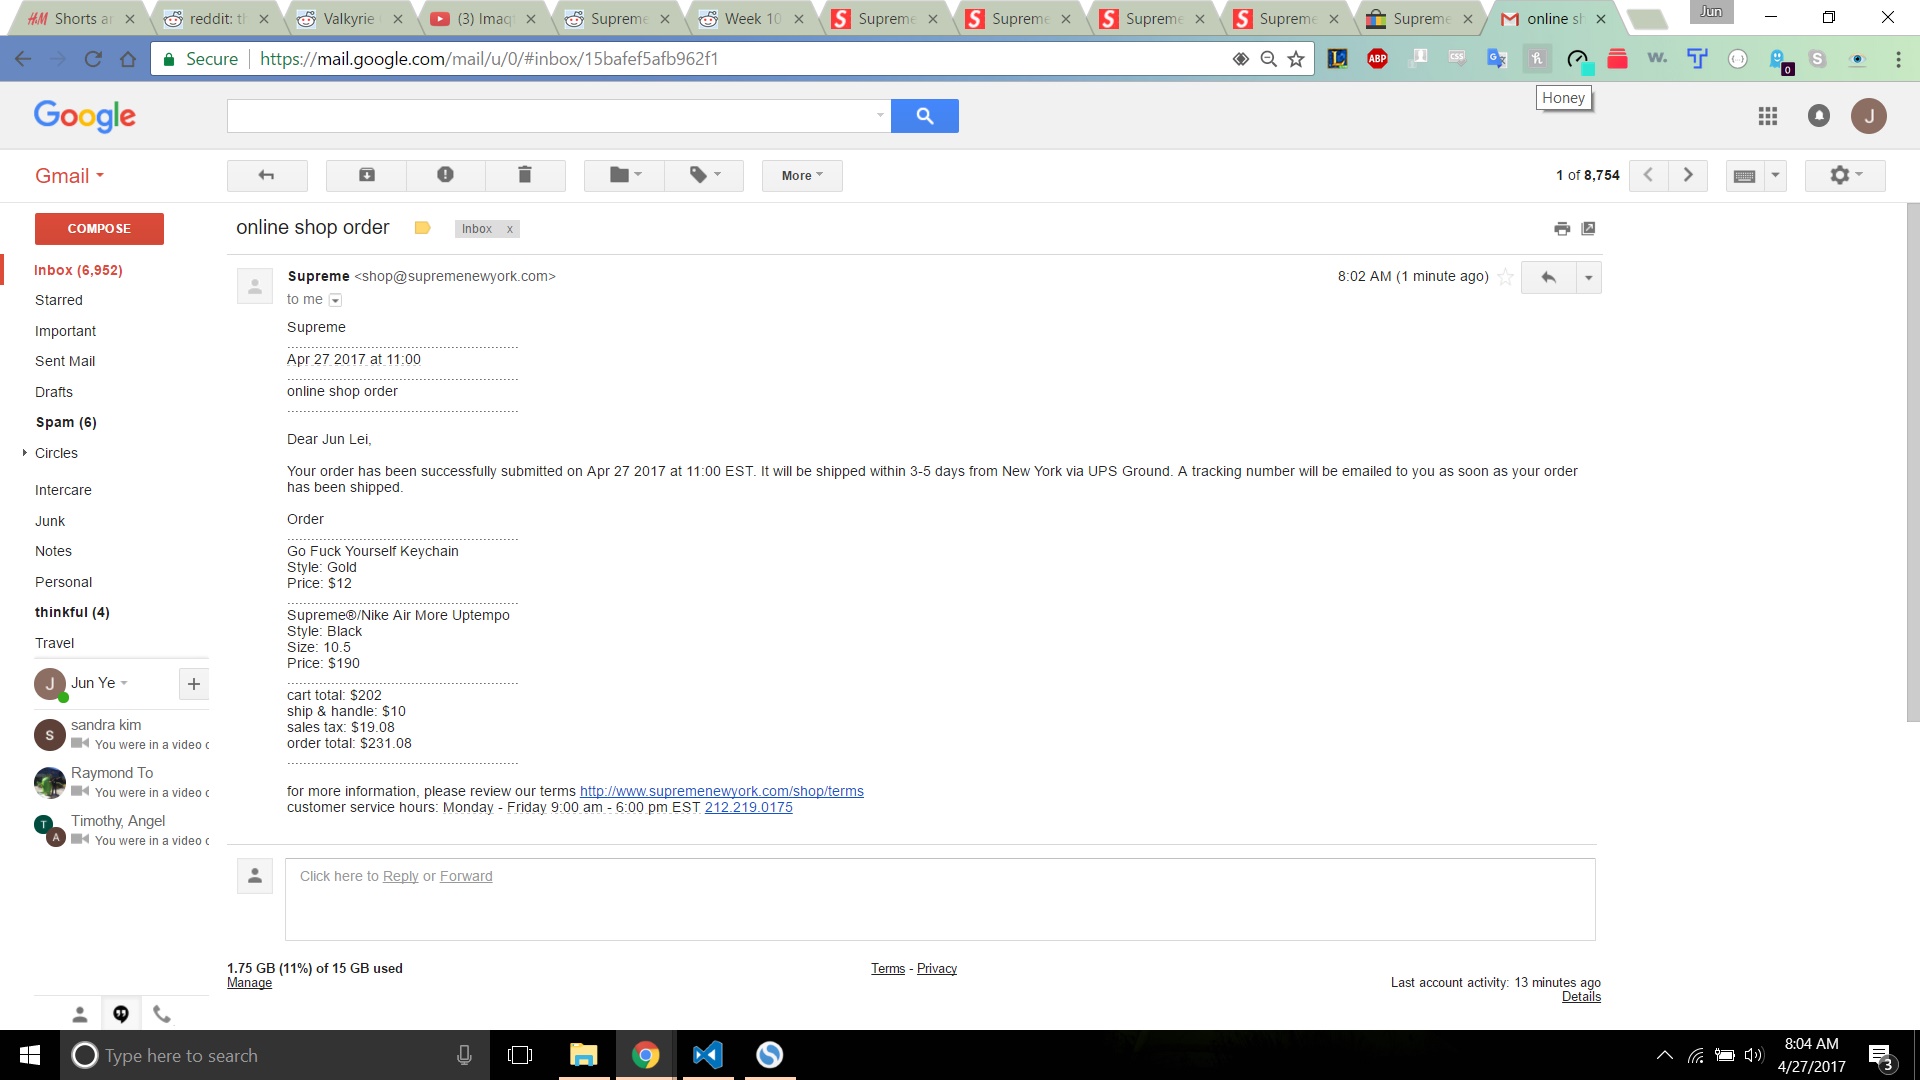 Shorts ar
reddit: th
Valkyrie
(3) Imaq
Supreme
Week 10
Supreme
Supreme
Supreme
Supreme
Supreme
online sh
Jun
Secure
https://mail.google.com/mail/u/0/#inbox/15bafef5afb962f1
ABP
CSS
w.
0
Honey
Google
J
Gmail
More
1 of 8,754
COMPOSE
online shop order
Inbox x
Inbox (6,952)
Starred
Important
Sent Mail
Drafts
Spam (6)
Circles
Intercare
Junk
Notes
Personal
thinkful (4)
Travel
J
Jun Ye
S
sandra kim
You were in a video c
Raymond To
You were in a video c
T
A
Timothy, Angel
You were in a video c
Supreme <shop@supremenewyork.com>
8:02 AM (1 minute ago)
to me
Supreme
Apr 27 2017 at 11:00
online shop order
Dear Jun Lei,
Your order has been successfully submitted on Apr 27 2017 at 11:00 EST. It will be shipped within 3-5 days from New York via UPS Ground. A tracking number will be emailed to you as soon as your order
has been shipped.
Order
Go Fuck Yourself Keychain
Style: Gold
Price: $12
Supreme®/Nike Air More Uptempo
Style: Black
Size: 10.5
Price: $190
cart total: $202
ship & handle: $10
sales tax: $19.08
order total: $231.08
for more information, please review our terms http://www.supremenewyork.com/shop/terms
customer service hours: Monday - Friday 9:00 am - 6:00 pm EST 212.219.0175
Click here to Reply or Forward
1.75 GB (11%) of 15 GB used
Manage
Terms - Privacy
Last account activity: 13 minutes ago
Details
Type here to search
8:04 AM
4/27/2017
3